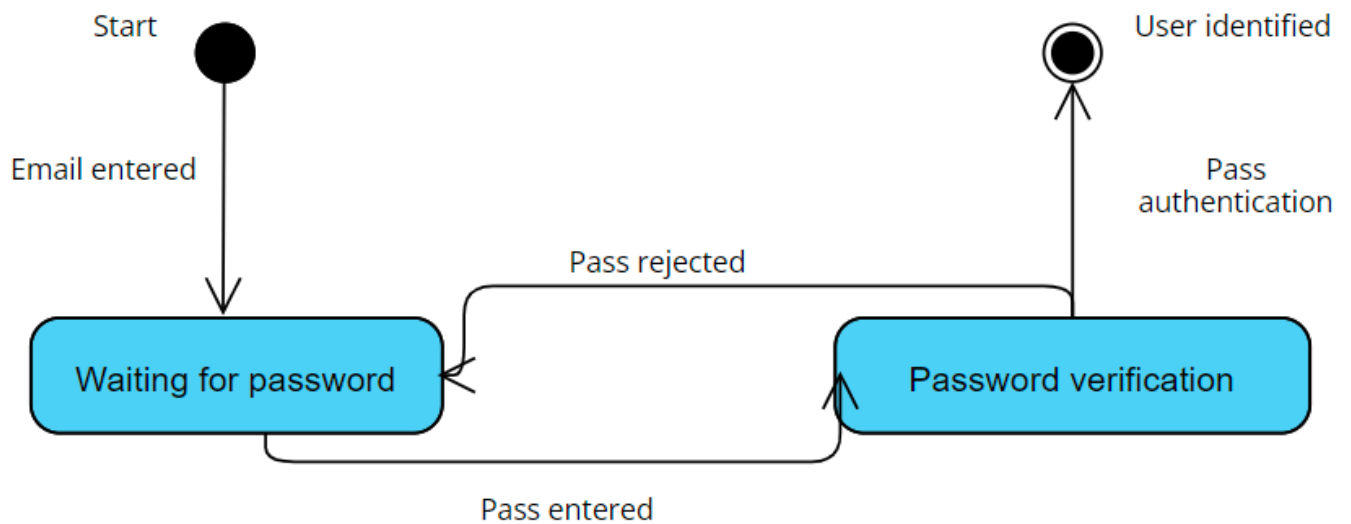 Start
User identified
Email entered
Pass
authentication
Pass rejected
Waiting for password
Password verification
Pass entered